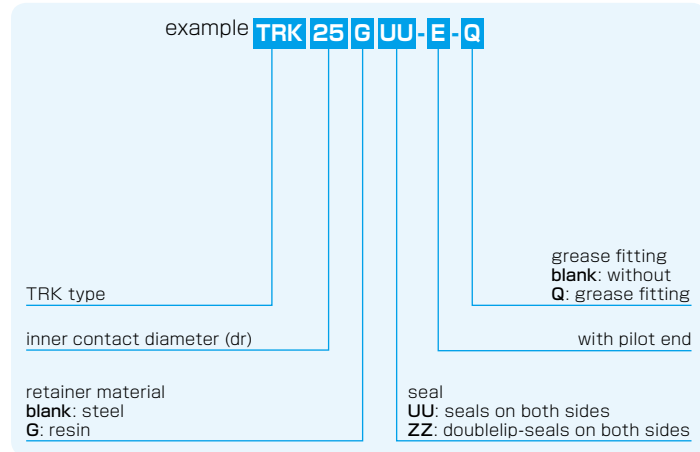 example TRK 25 G UU-E-Q
grease fitting
blank: without
Q: grease fitting
TRK type
inner contact diameter (dr)
with pilot end
retainer material
blank: steel
G: resin
seal
UU: seals on both sides
ZZ: doublelip-seals on both sides